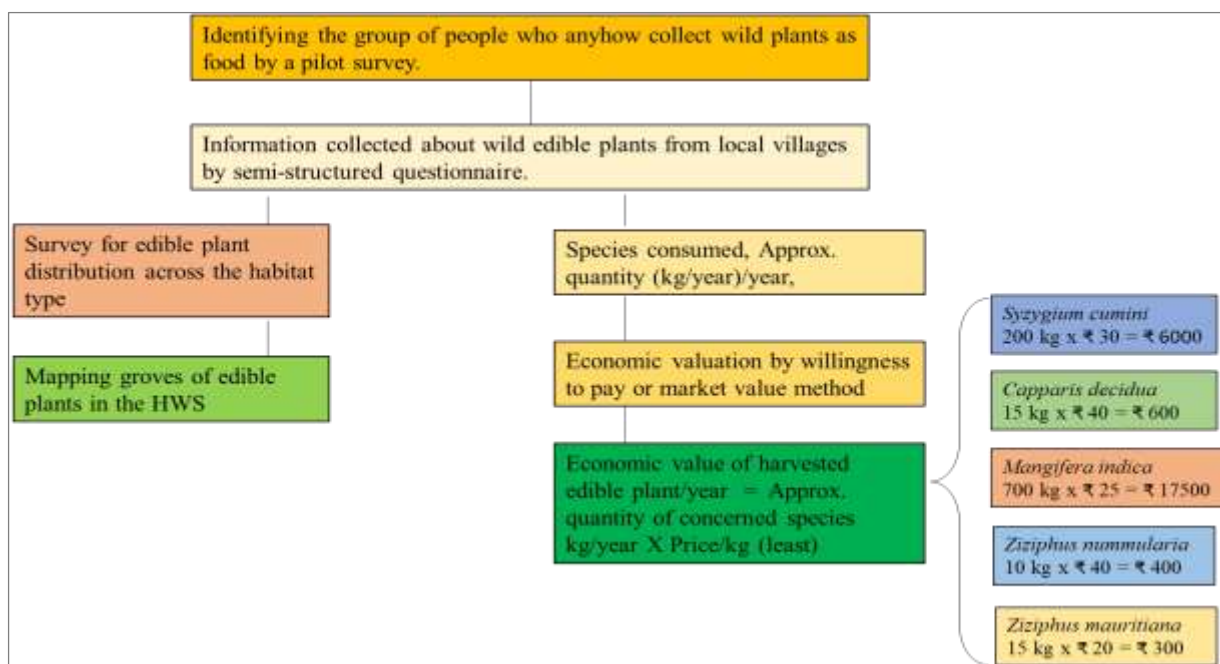 Identifying the group of people who anyhow collect wild plants as
food by a pilot survey.
Information collected about wild edible plants from local villages
by semi-structured questionnaire.
Survey for edible plant
distribution across the habitat
type
Mapping groves of edible
plants in the HWS
Species consumed, Approx.
quantity (kg/year)/year,
Economic valuation by willingness
to pay or market value method
Economic value of harvested
edible plant/year = Approx.
quantity of concerned species
kg/year X Price/kg (least)
Syzygium cumini
200 kg x ₹ 30 = ₹ 6000
Capparis decidua
15 kg x ₹ 40 = ₹ 600
Mangifera indica
700 kg x ₹ 25 = ₹ 17500
Ziziphus nummularia
10 kg x ₹ 40 = ₹ 400
Ziziphus mauritiana
15 kg x ₹ 20 = ₹ 300